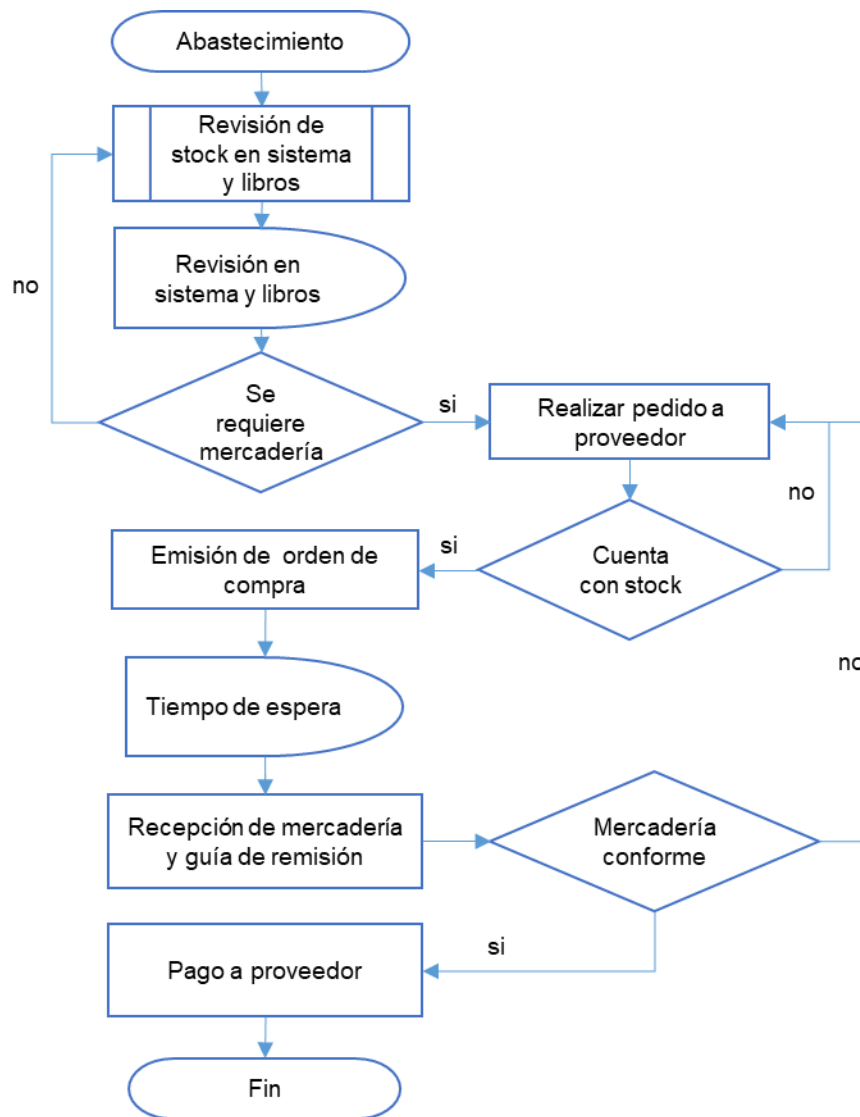 Abastecimiento
Revisión de
stock en sistema
y libros
Revisión en
sistema y libros
no
Se
requiere
mercadería
si
Realizar pedido a
proveedor
no
Cuenta
con stock
si
Emisión de orden de
compra
no
Tiempo de espera
Recepción de mercadería
y guía de remisión
Mercadería
conforme
si
Pago a proveedor
Fin